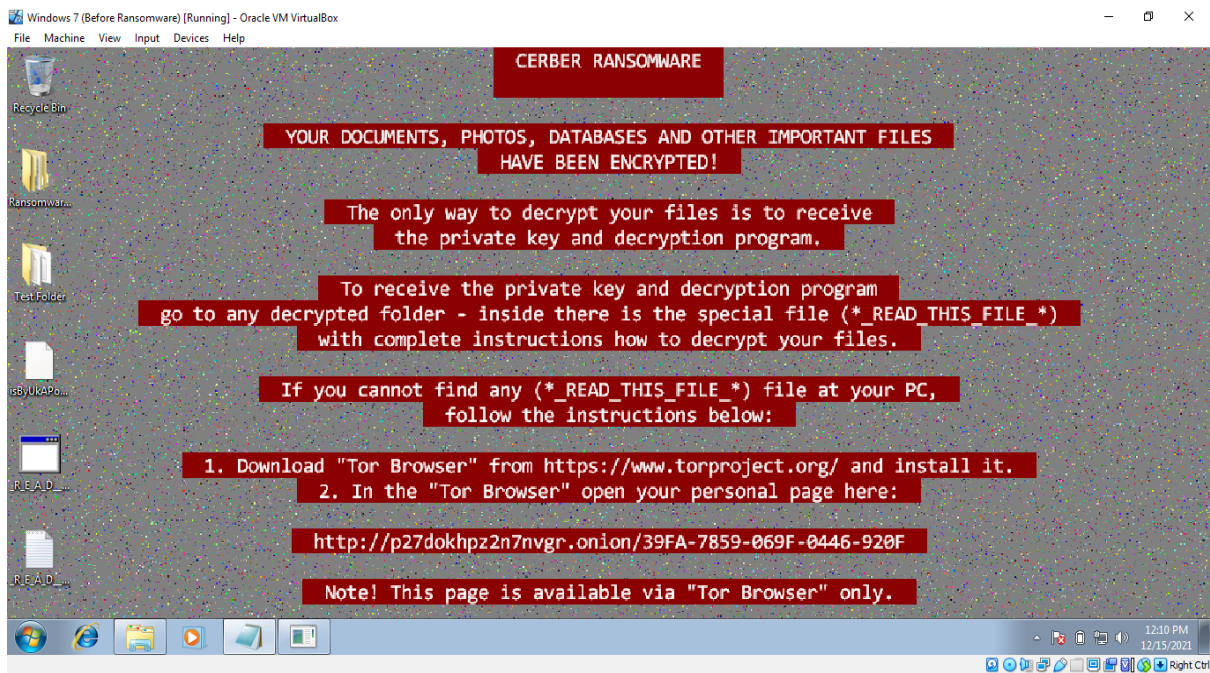 Windows 7 (Before Ransomware) [Running] - Oracle VM VirtualBox
File Machine View Input Devices Help
CERBER RANSOMWARE
YOUR DOCUMENTS, PHOTOS, DATABASES AND OTHER IMPORTANT FILES
HAVE BEEN ENCRYPTED!
The only way to decrypt your files is to receive
the private key and decryption program.
To receive the private key and decryption program
go to any decrypted folder - inside there is the special file (*_READ_THIS_FILE_*)
with complete instructions how to decrypt your files.
If you cannot find any (*_READ_THIS_FILE_*) file at your PC,
follow the instructions below:
1. Download "Tor Browser" from https://www.torproject.org/ and install it.
2. In the "Tor Browser" open your personal page here:
http://p27dokhpz2n7nvgr.onion/39FA-7859-069F-0446-920F
Note! This page is available via "Tor Browser" only.
Recycle Bin
Ransomwar...
Test Folder
isByUkAPo...
_R_E_A_D__...
_R_E_A_D__...
12:10 PM
12/15/2021
Right Ctrl